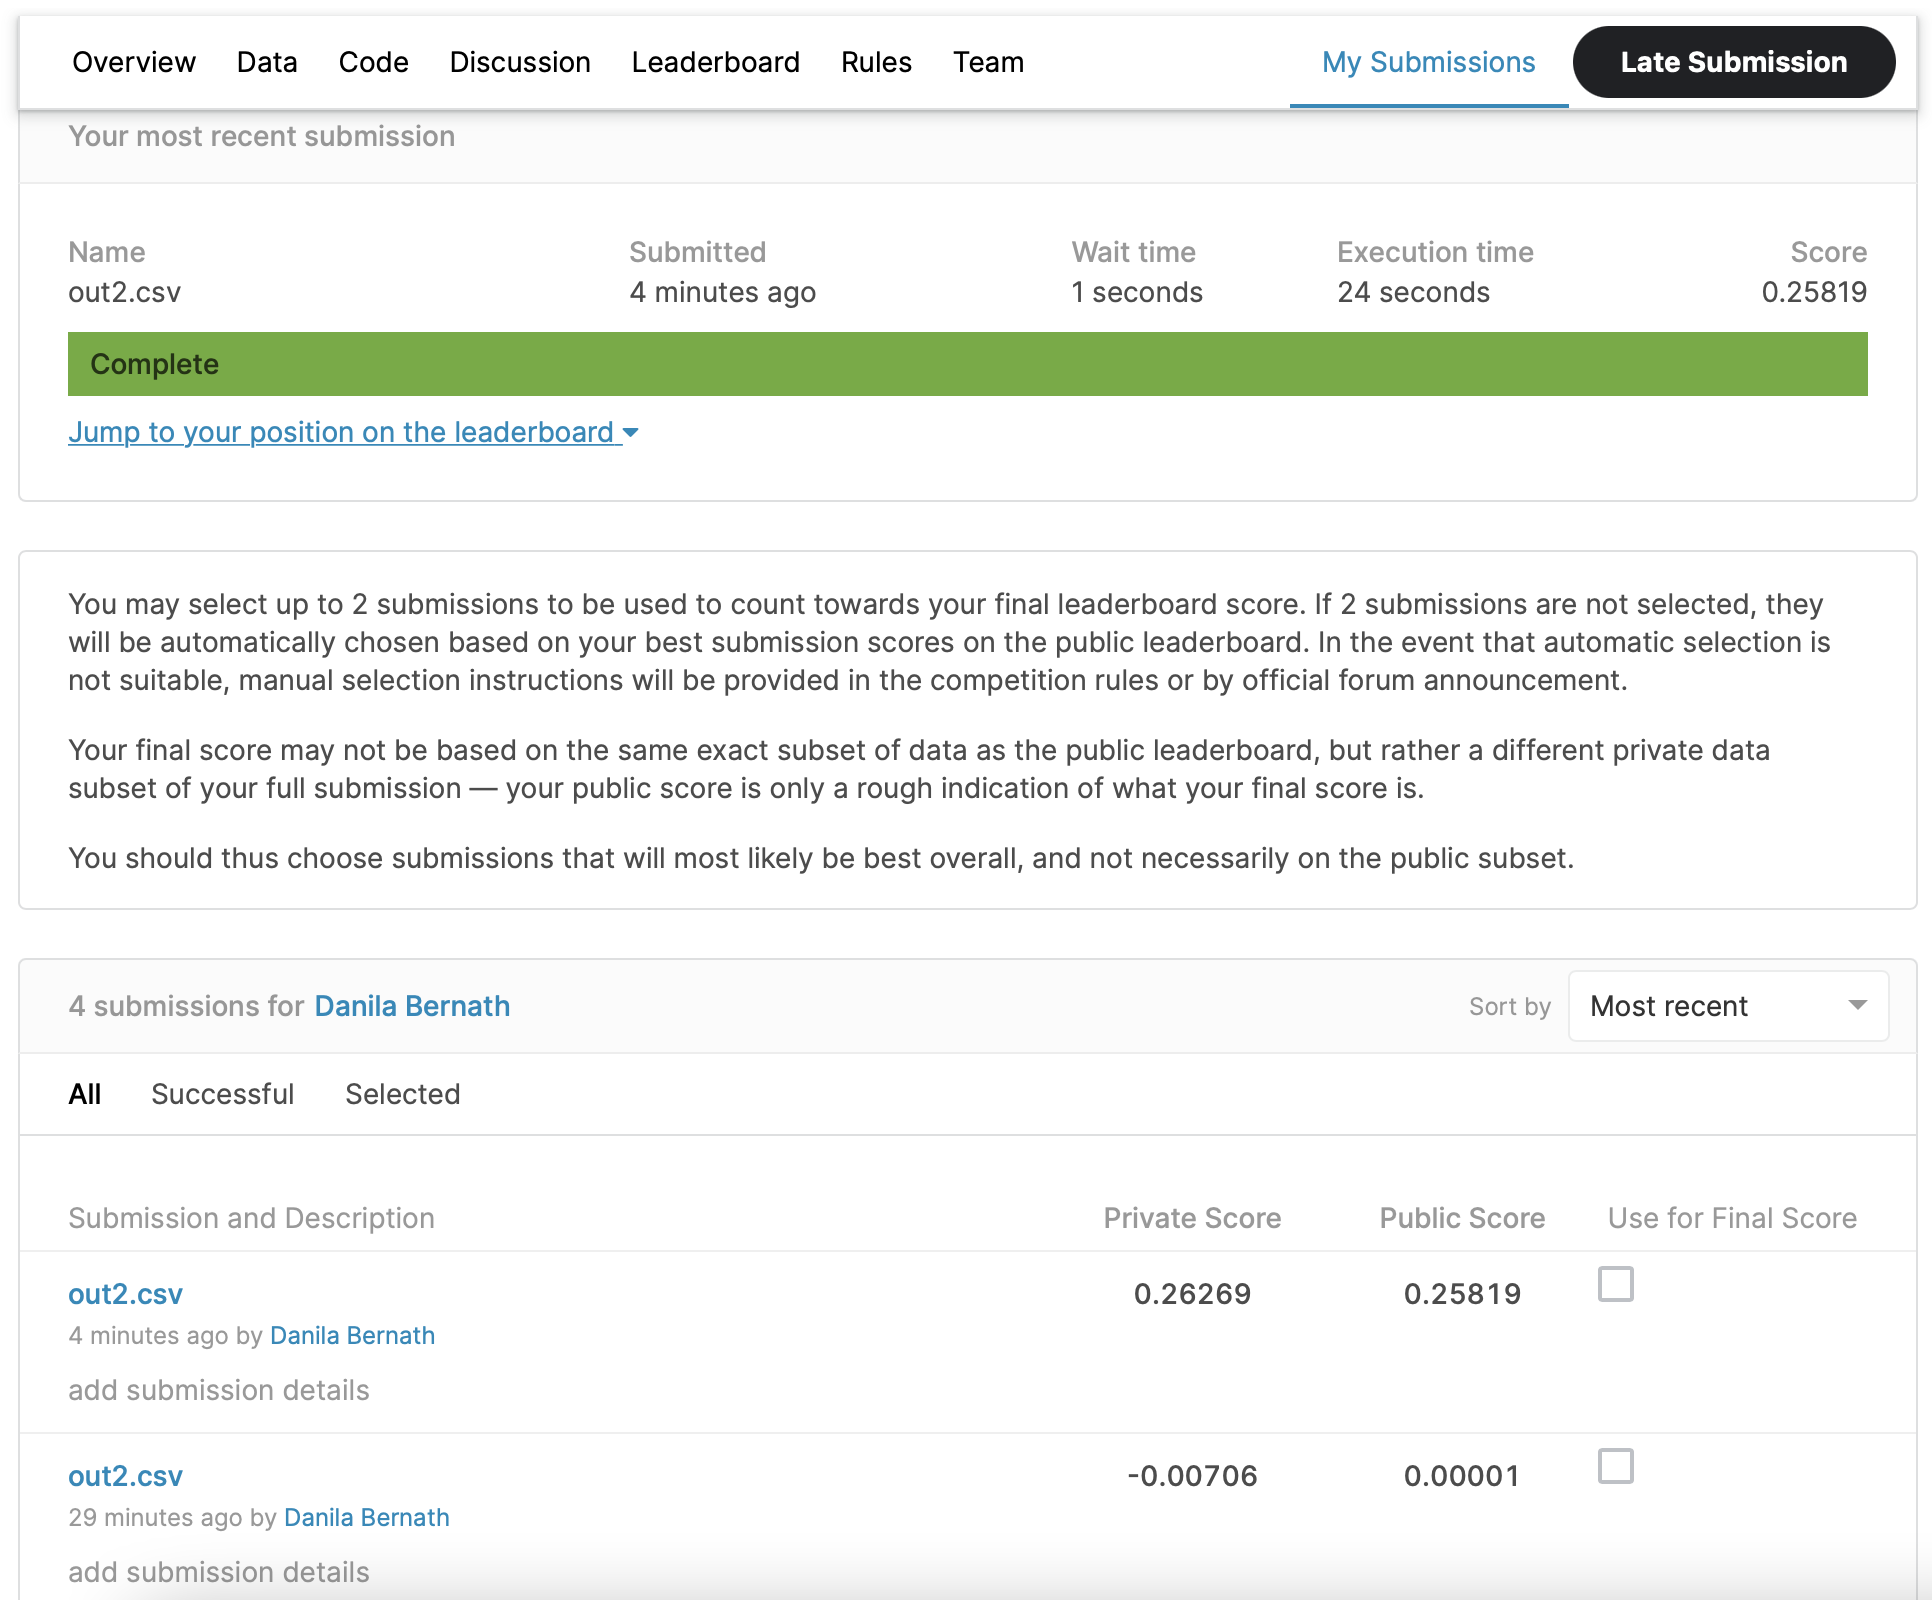 Overview Data Code Discussion Leaderboard Rules Team My Submissions Late Submission
Your most recent submission
Name Submitted Wait time Execution time Score
out2.csv 4 minutes ago 1 seconds 24 seconds 0.25819
Complete
Jump to your position on the leaderboard
You may select up to 2 submissions to be used to count towards your final leaderboard score. If 2 submissions are not selected, they
will be automatically chosen based on your best submission scores on the public leaderboard. In the event that automatic selection is
not suitable, manual selection instructions will be provided in the competition rules or by official forum announcement.
Your final score may not be based on the same exact subset of data as the public leaderboard, but rather a different private data
subset of your full submission — your public score is only a rough indication of what your final score is.
You should thus choose submissions that will most likely be best overall, and not necessarily on the public subset.
4 submissions for Danila Bernath Sort by Most recent
All Successful Selected
Submission and Description Private Score Public Score Use for Final Score
out2.csv 0.26269 0.25819
4 minutes ago by Danila Bernath
add submission details
out2.csv -0.00706 0.00001
29 minutes ago by Danila Bernath
add submission details